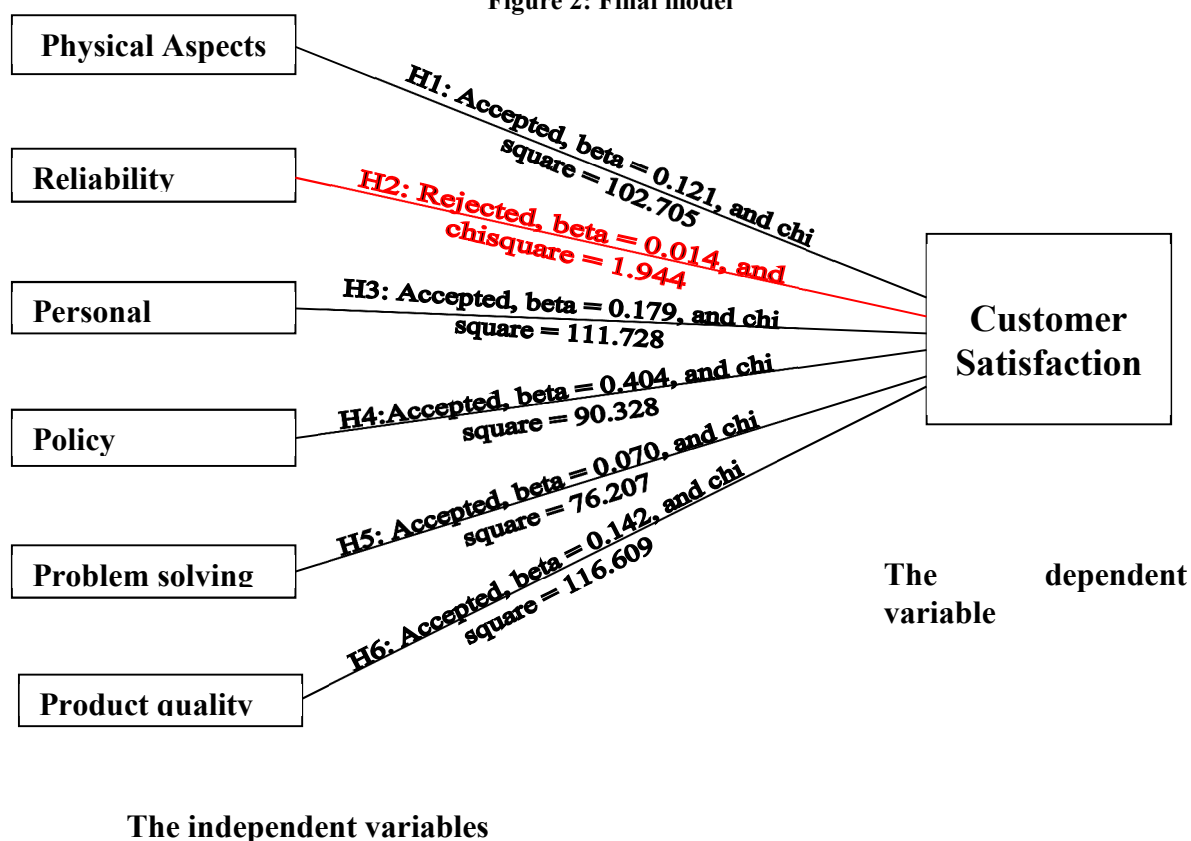 Figure 2: Final model
Physical Aspects
H1: Accepted, beta = 0.121, and chi
square = 102.705
Reliability
H2: Rejected, beta = 0.014, and
chisquare = 1.944
Personal
H3: Accepted, beta = 0.179, and chi
square = 111.728
Customer
Satisfaction
Policy
H4:Accepted, beta = 0.404, and chi
square = 90.328
Problem solving
H5: Accepted, beta = 0.070, and chi
square = 76.207
Product quality
H6: Accepted, beta = 0.142, and chi
square = 116.609
The dependent
variable
The independent variables